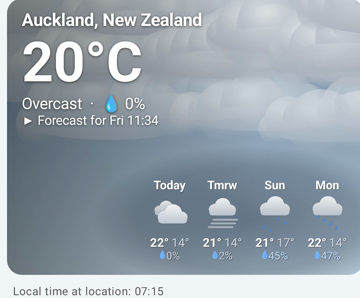 Auckland, New Zealand
20°C
Overcast · 💧 0%
► Forecast for Fri 11:34
Today Tmrw Sun Mon
22° 14° 21° 14° 21° 17° 22° 14°
💧0% 💧2% 💧45% 💧47%
Local time at location: 07:15